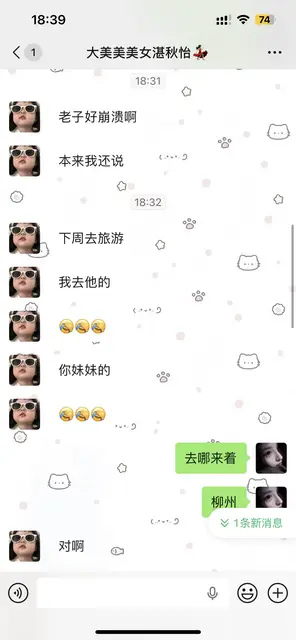 18:39
74
1
大美美美女湛秋怡
18:31
老子好崩溃啊
本来我还说
18:32
下周去旅游
我去他的
你妹妹的
去哪来着
柳州
1条新消息
对啊